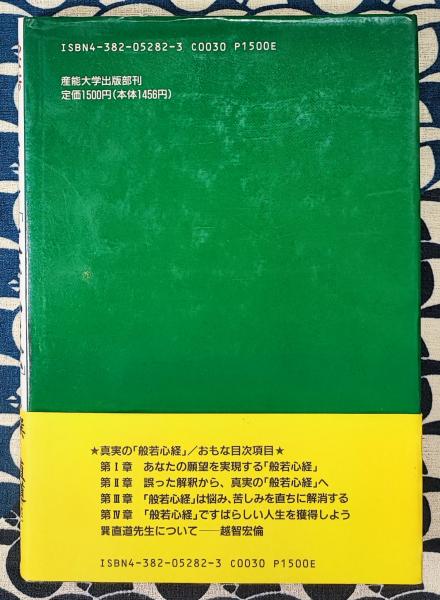 ISBN4-382-05282-3 C0030 P1500E
産能大学出版部刊
定価1500円(本体1456円)
★真実の「般若心経」/おもな目次項目★
第Ⅰ章 あなたの願望を実現する「般若心経」
第Ⅱ章 誤った解釈から、真実の「般若心経」へ
第Ⅲ章 「般若心経」は悩み、苦しみを直ちに解消する
第Ⅳ章 「般若心経」ですばらしい人生を獲得しよう
巽直道先生について──越智宏倫
ISBN4-382-05282-3 C0030 P1500E